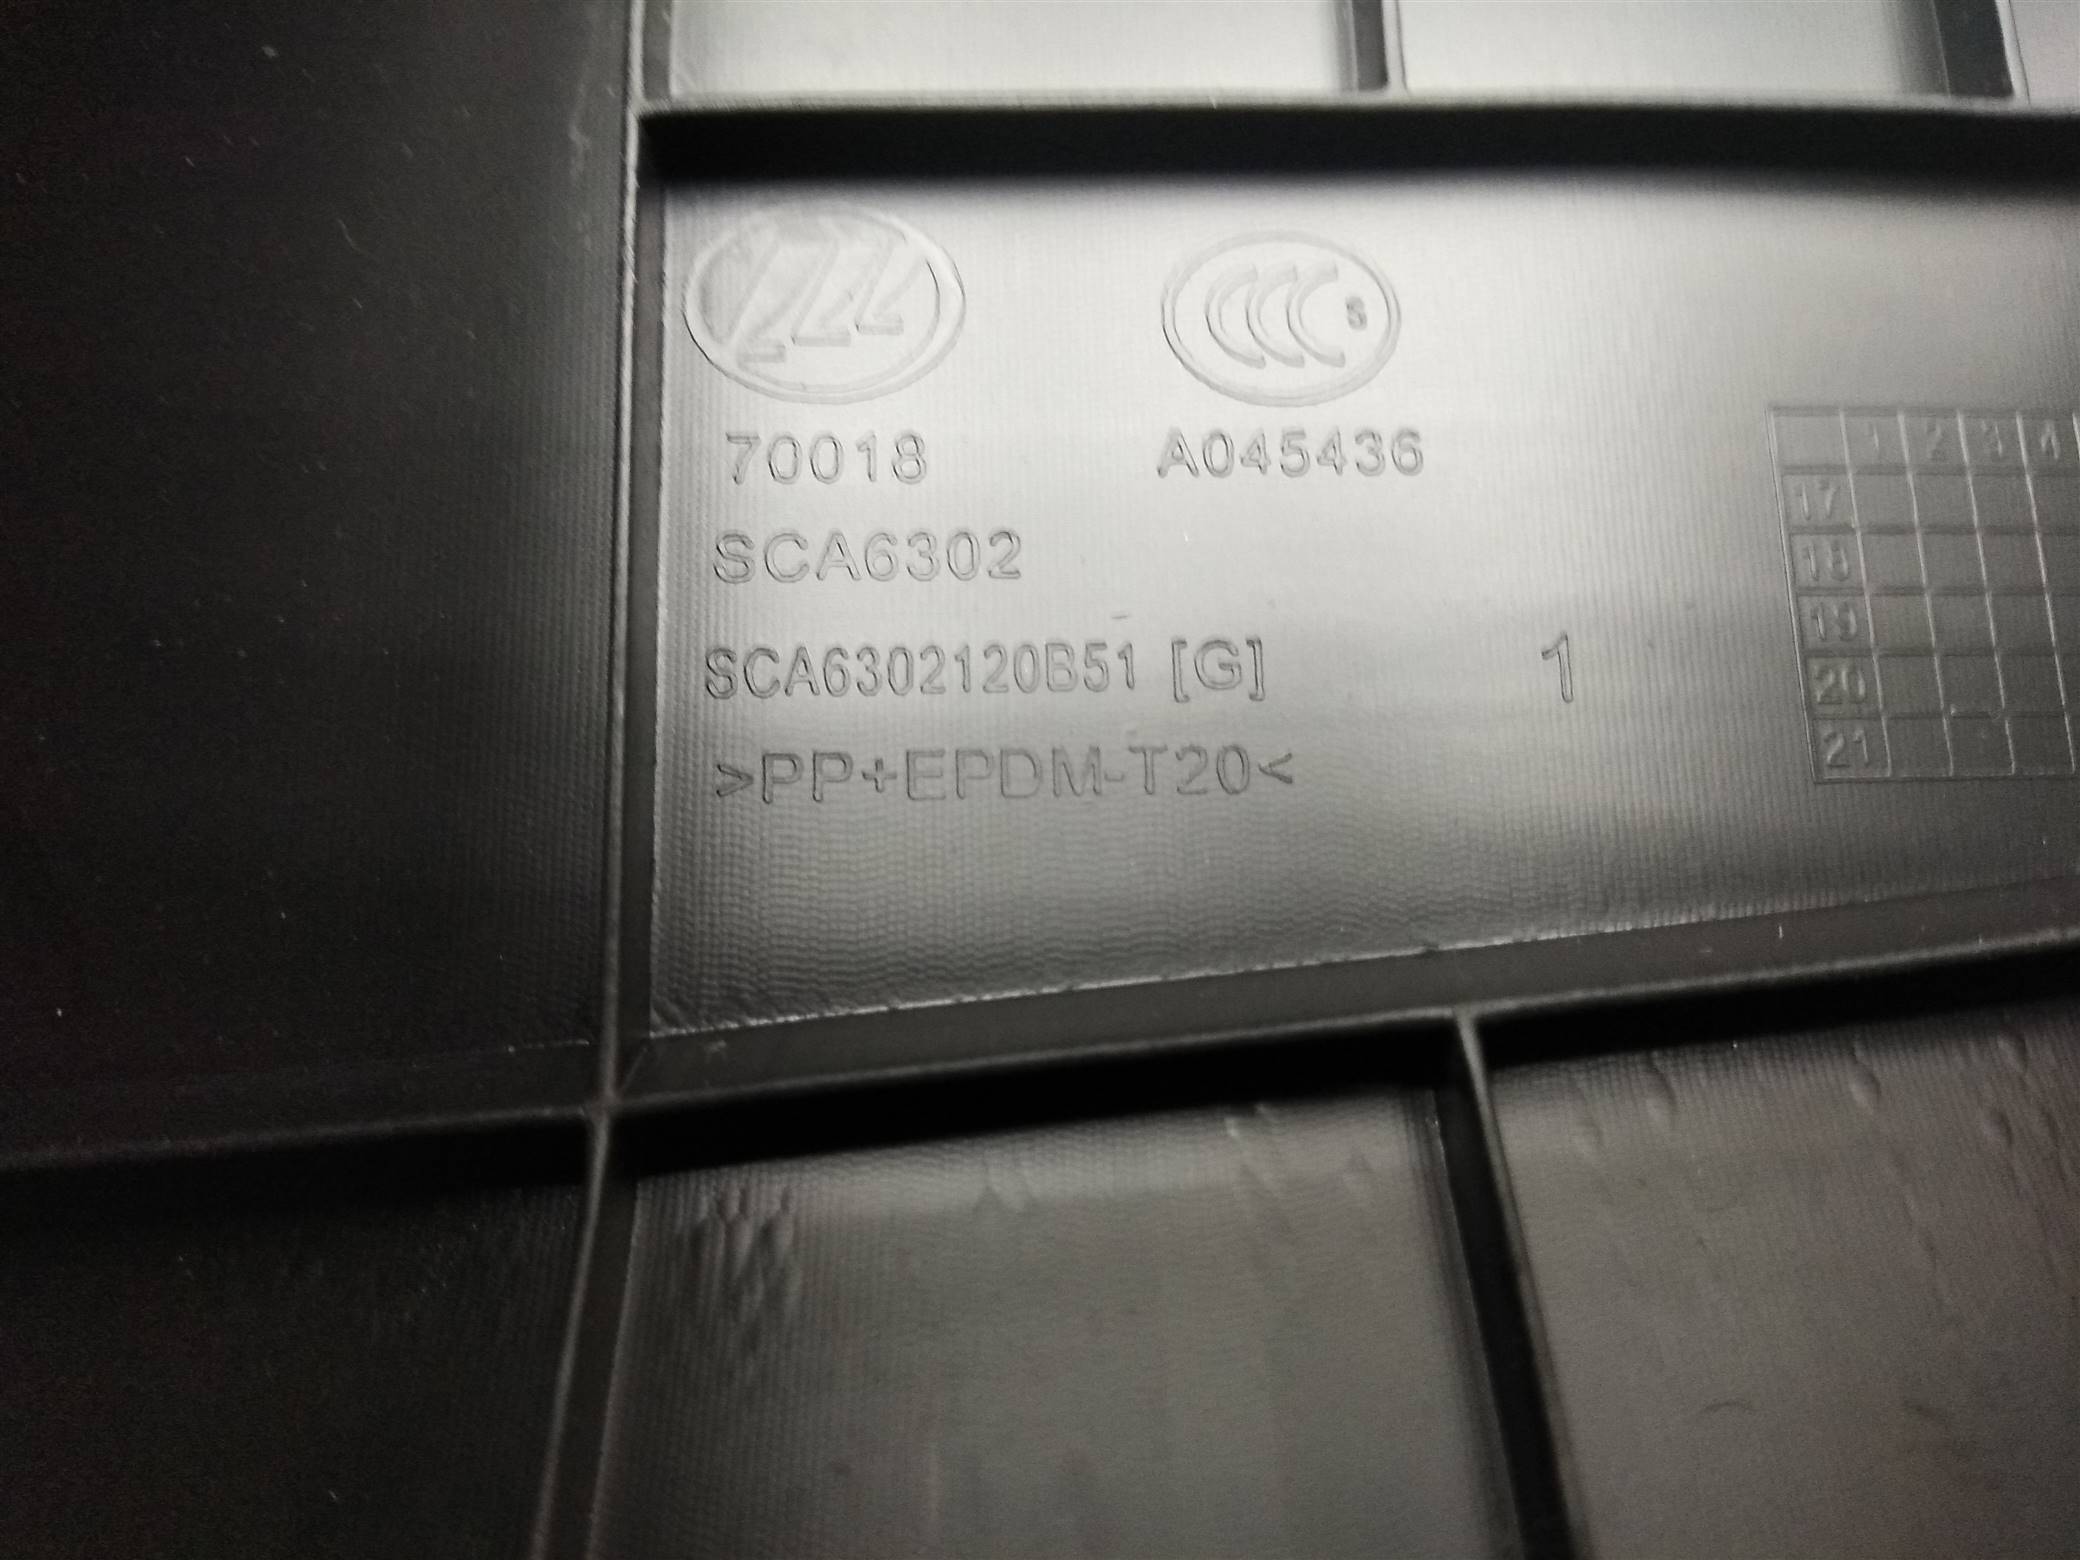 CCC S
70018 A045436
SCA6302
SCA6302120B51 [G] 1
>PP+EPDM-T20<
1 2 3 4
17
18
19
20
21